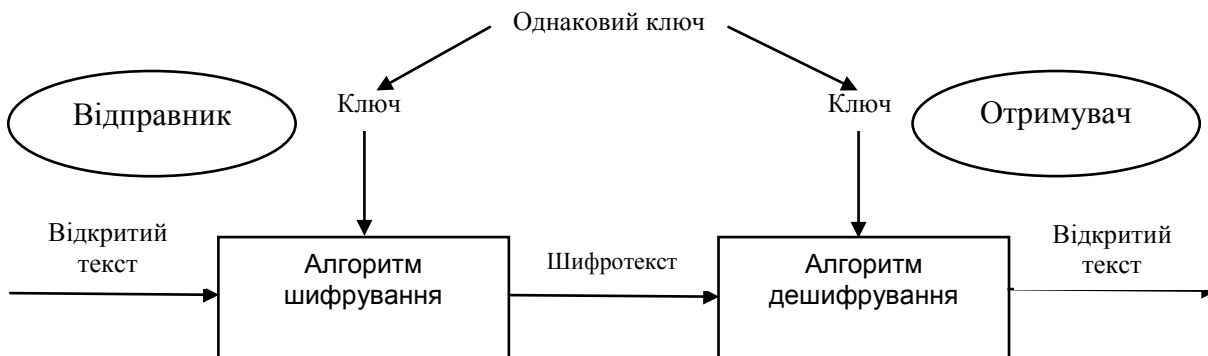 Однаковий ключ
Відправник
Ключ
Ключ
Отримувач
Відкритий
текст
Алгоритм
шифрування
Шифротекст
Алгоритм
дешифрування
Відкритий
текст